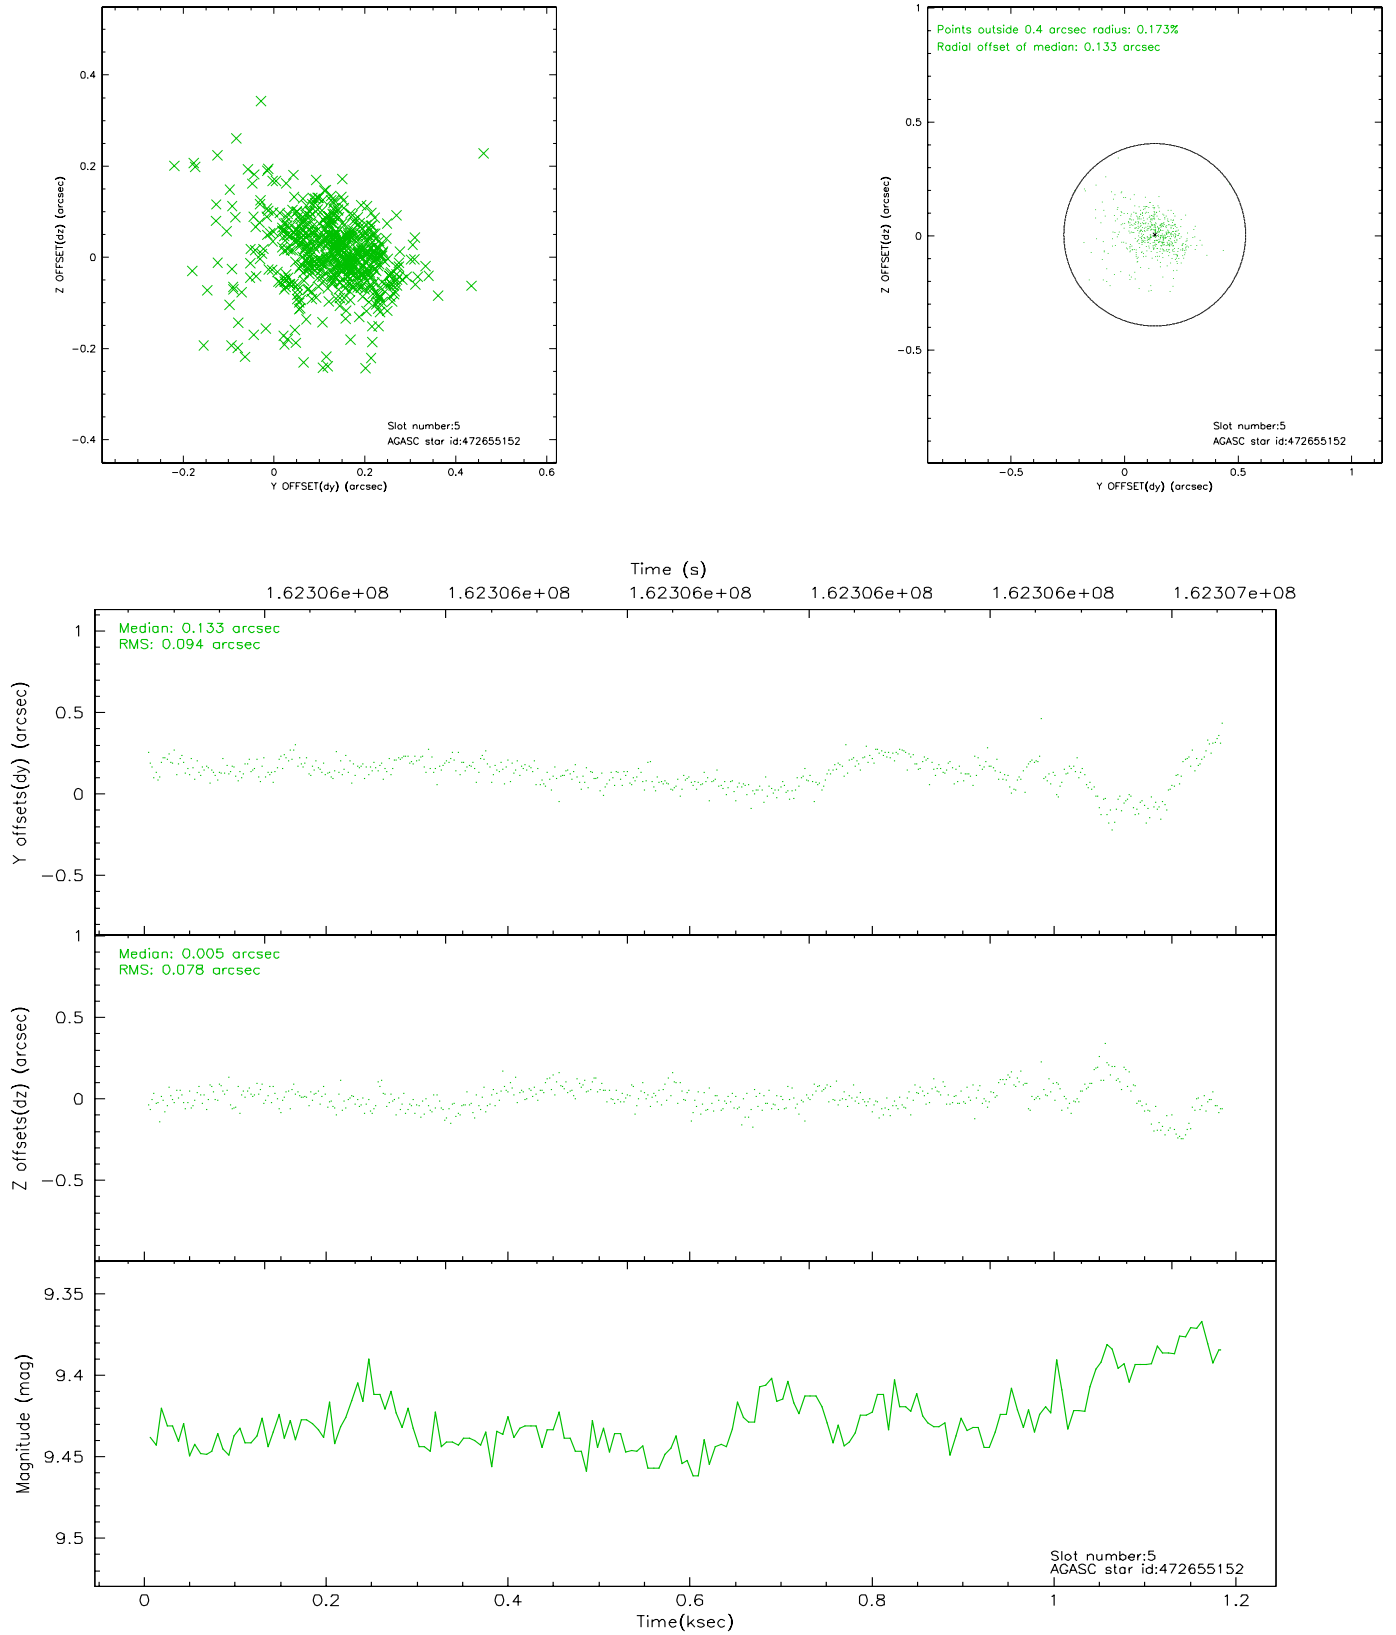 0.4
0.2
0
−0.2
−0.4
Z OFFSET(dz) (arcsec)
Slot number:5
AGASC star id:472655152
−0.2 0 0.2 0.4 0.6
Y OFFSET(dy) (arcsec)
Points outside 0.4 arcsec radius: 0.173%
Radial offset of median: 0.133 arcsec
1
0.5
0
−0.5
Z OFFSET(dz) (arcsec)
Slot number:5
AGASC star id:472655152
−0.5 0 0.5 1
Y OFFSET(dy) (arcsec)
Time (s)
1.62306e+08 1.62306e+08 1.62306e+08 1.62306e+08 1.62306e+08 1.62307e+08
Median: 0.133 arcsec
RMS: 0.094 arcsec
1
0.5
0
−0.5
Y offsets(dy) (arcsec)
Median: 0.005 arcsec
RMS: 0.078 arcsec
1
0.5
0
−0.5
Z offsets(dz) (arcsec)
9.35
9.4
9.45
9.5
Magnitude (mag)
Slot number:5
AGASC star id:472655152
0 0.2 0.4 0.6 0.8 1 1.2
Time(ksec)